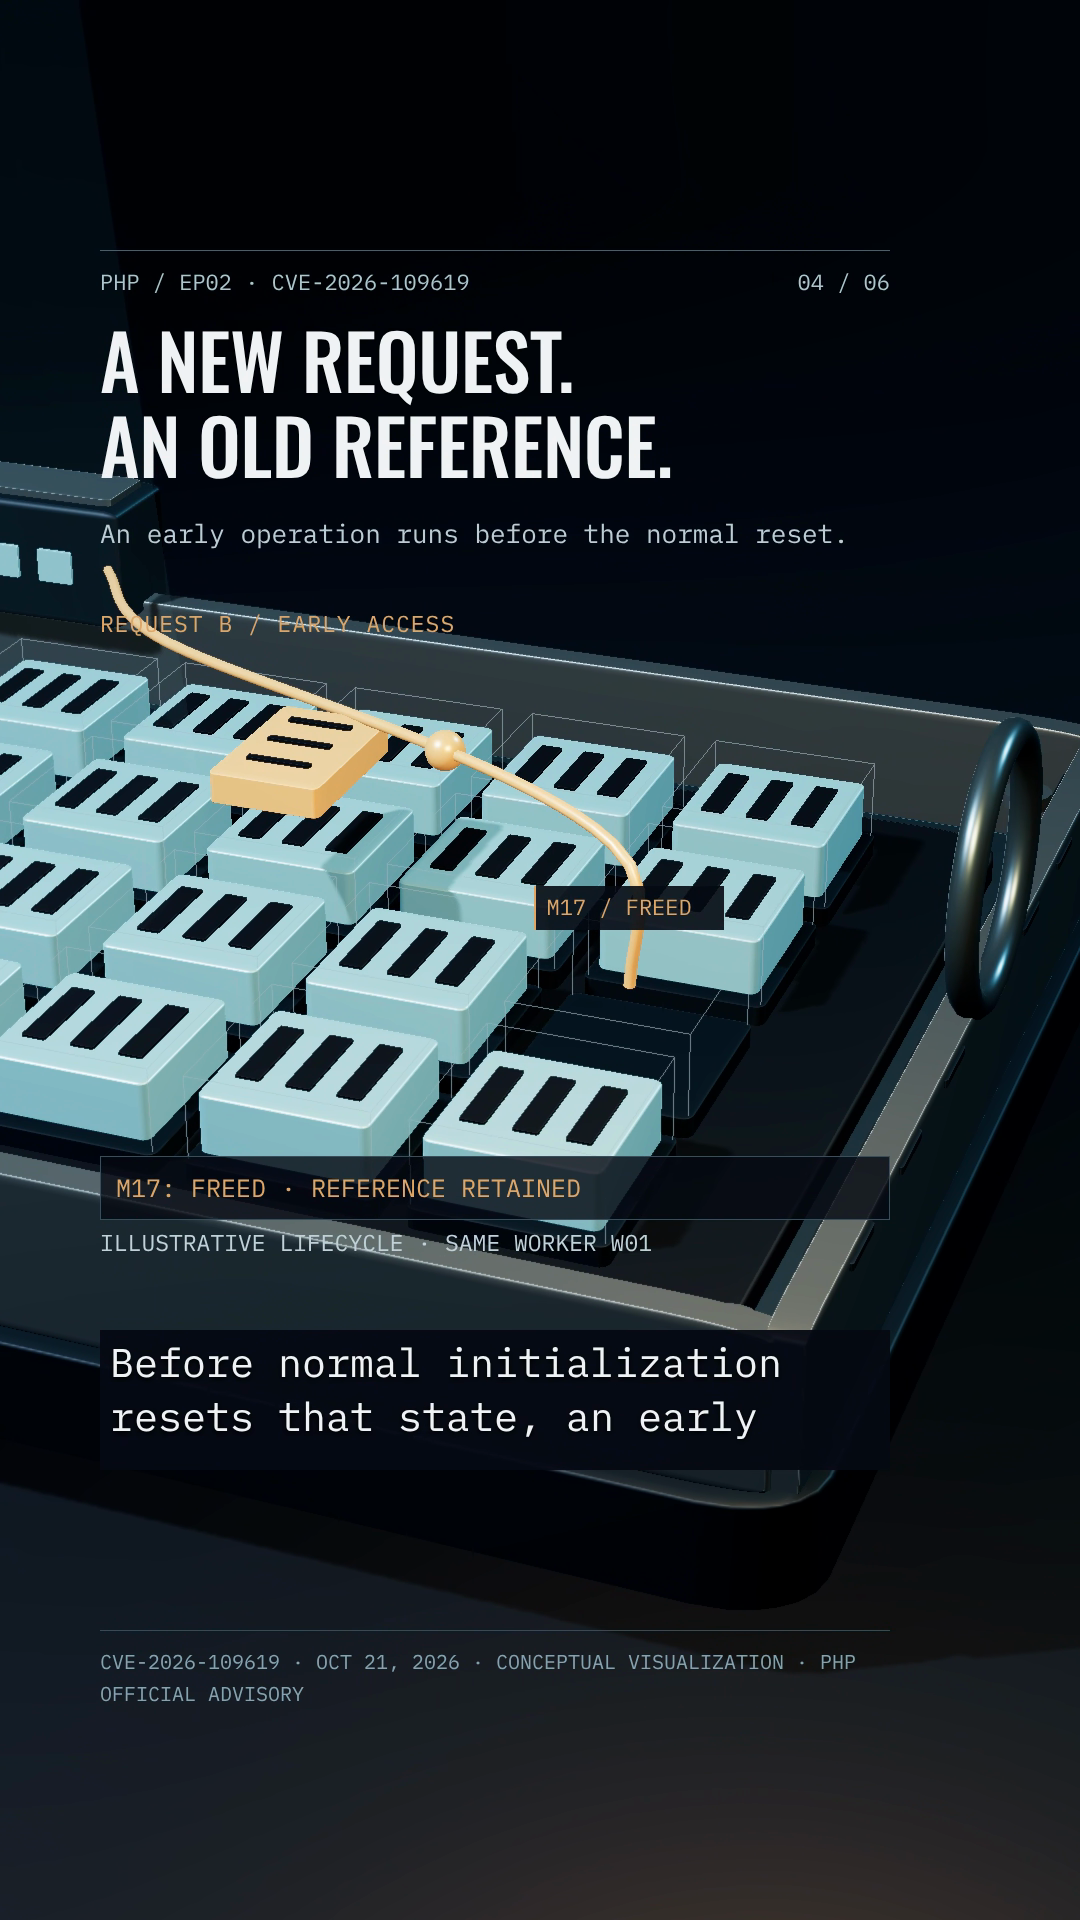 PHP / EP02 · CVE-2026-109619
04 / 06
A NEW REQUEST.
AN OLD REFERENCE.
An early operation runs before the normal reset.
REQUEST B / EARLY ACCESS
M17 / FREED
M17: FREED · REFERENCE RETAINED
ILLUSTRATIVE LIFECYCLE · SAME WORKER W01
Before normal initialization
resets that state, an early
CVE-2026-109619 · OCT 21, 2026 · CONCEPTUAL VISUALIZATION · PHP
OFFICIAL ADVISORY